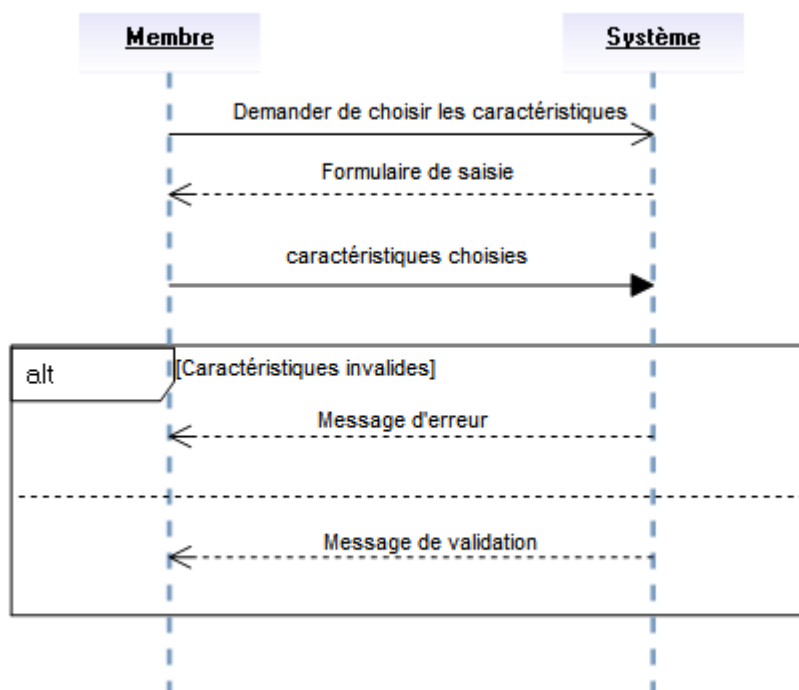 Membre
Système
Demander de choisir les caractéristiques
Formulaire de saisie
caractéristiques choisies
alt
[Caractéristiques invalides]
Message d'erreur
Message de validation